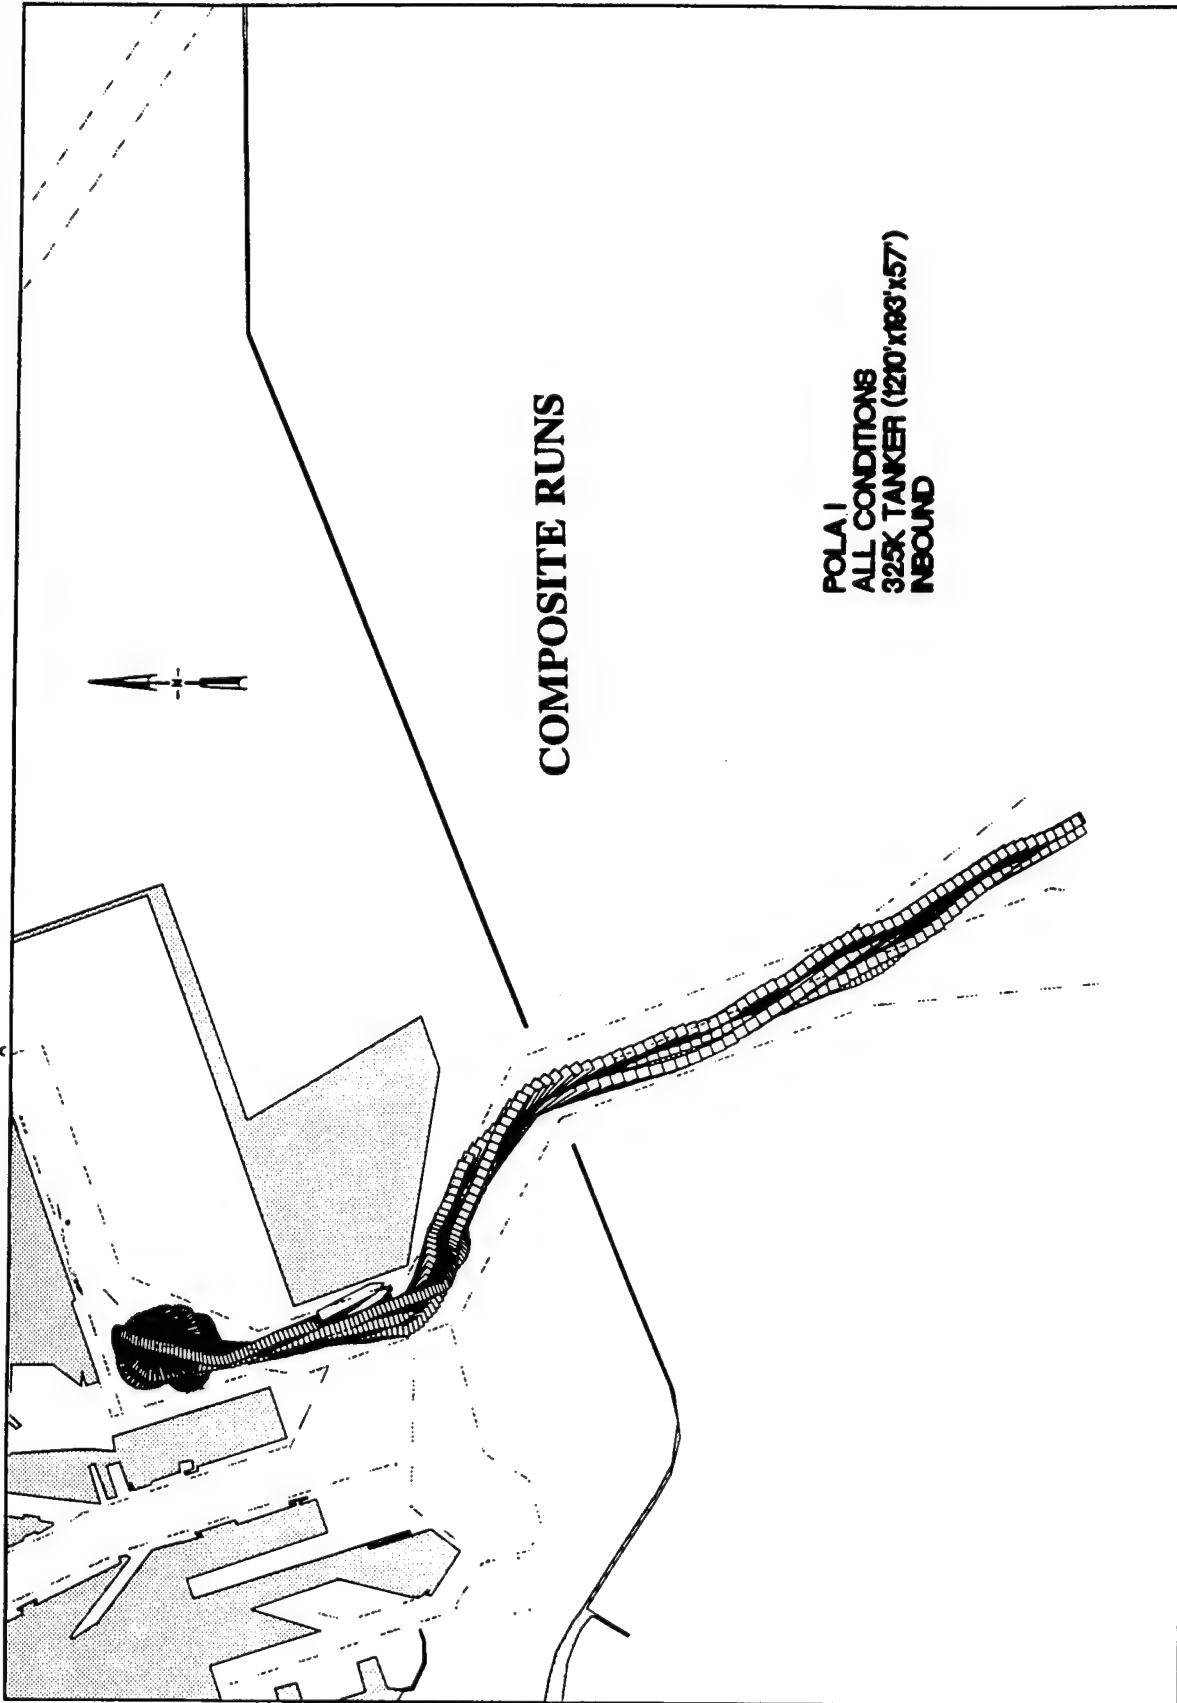 COMPOSITE RUNS
POLA I
ALL CONDITIONS
325K TANKER (1210'x193'x57')
INBOUND
N